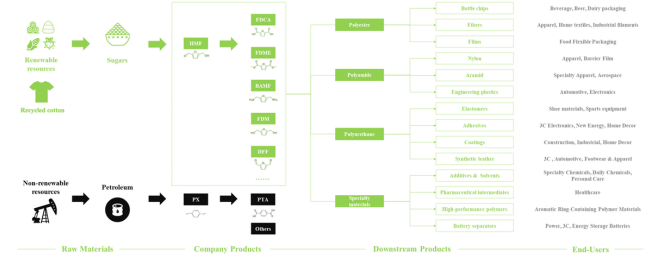 Renewable
resources
Sugars
Recycled cotton
Non-renewable
resources
Petroleum
HMF
PX
FDCA
FDME
BAMF
FDM
DFF
......
PTA
Others
Polyester
Bottle chips
Beverage, Beer, Dairy packaging
Fibers
Apparel, Home textiles, Industrial filaments
Films
Food Flexible Packaging
Polyamide
Nylon
Apparel, Barrier Film
Aramid
Specialty Apparel, Aerospace
Engineering plastics
Automotive, Electronics
Polyurethane
Elastomers
Shoe materials, Sports equipment
Adhesives
3C Electronics, New Energy, Home Decor
Coatings
Construction, Industrial, Home Decor
Synthetic leather
3C , Automotive, Footwear & Apparel
Specialty
materials
Additives & Solvents
Specialty Chemicals, Daily Chemicals,
Personal Care
Pharmaceutical intermediates
Healthcare
High-performance polymers
Aromatic Ring-Containing Polymer Materials
Battery separators
Power, 3C, Energy Storage Batteries
Raw Materials
Company Products
Downstream Products
End-Users